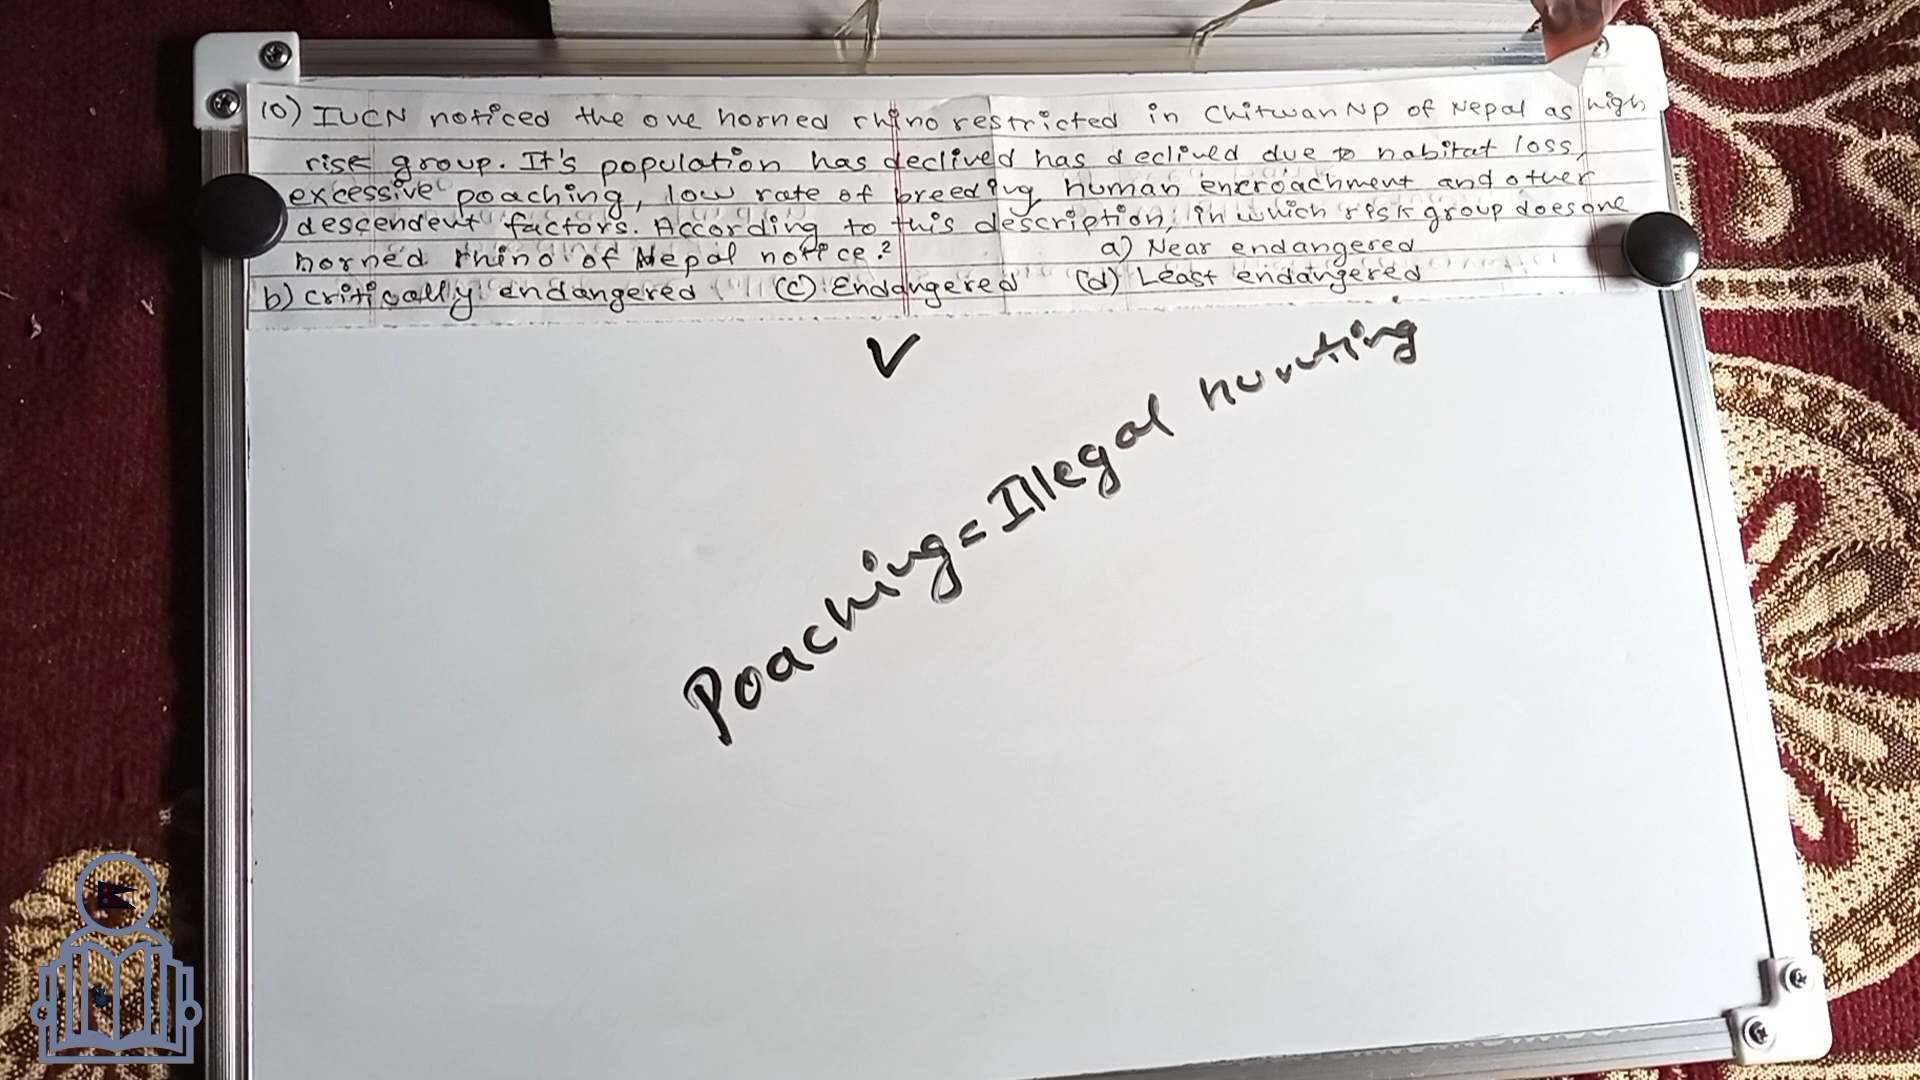 10) IUCN noticed the one horned rhino restricted in Chitwan NP of Nepal as high
risk group. It's population has declived has declived due to habitat loss,
excessive poaching, low rate of breeding, human encroachment and other
descendent factors. According to this description, in which risk group does one
horned rhino of Nepal notice? a) Near endangered
b) critically endangered (c) Endangered (d) Least endangered
Poaching = Illegal hunting